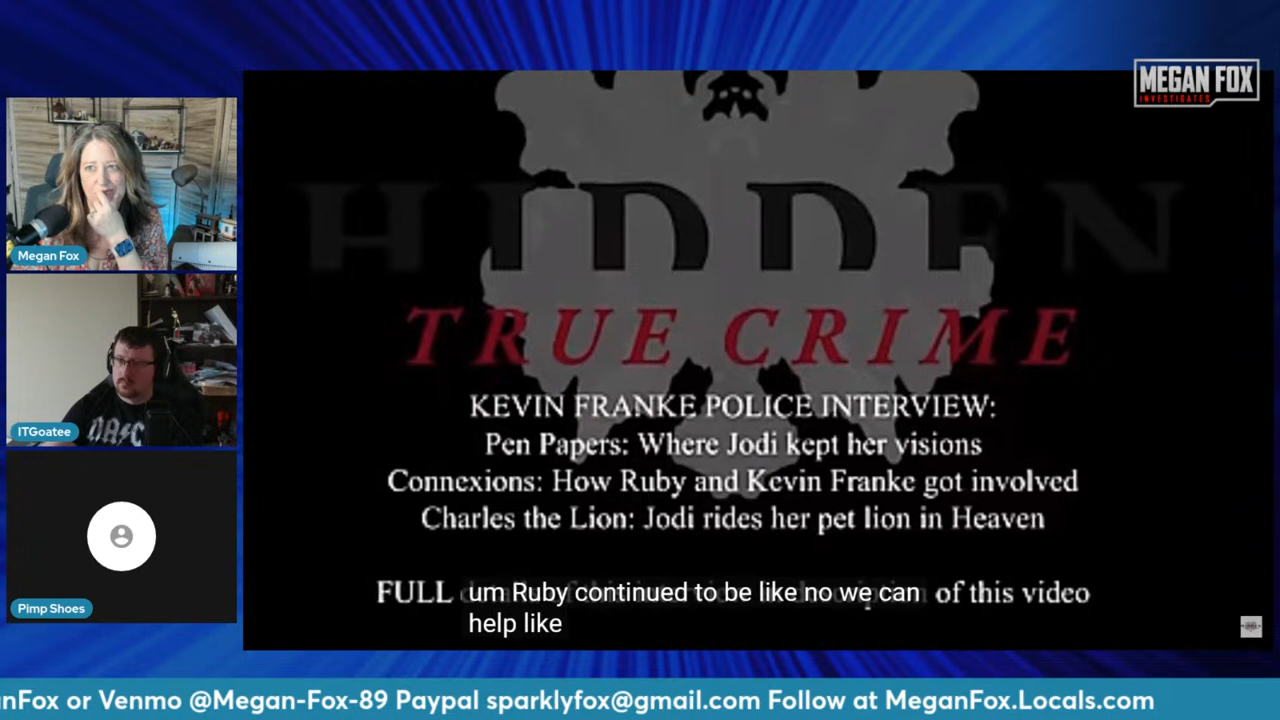 MEGAN FOX
INVESTIGATES
Megan Fox
ITGoatee
Pimp Shoes
HIDDEN
TRUE CRIME
KEVIN FRANKE POLICE INTERVIEW:
Pen Papers: Where Jodi kept her visions
Connexions: How Ruby and Kevin Franke got involved
Charles the Lion: Jodi rides her pet lion in Heaven
FULL of this video
um Ruby continued to be like no we can
help like
nFox or Venmo @Megan-Fox-89 Paypal sparklyfox@gmail.com Follow at MeganFox.Locals.com